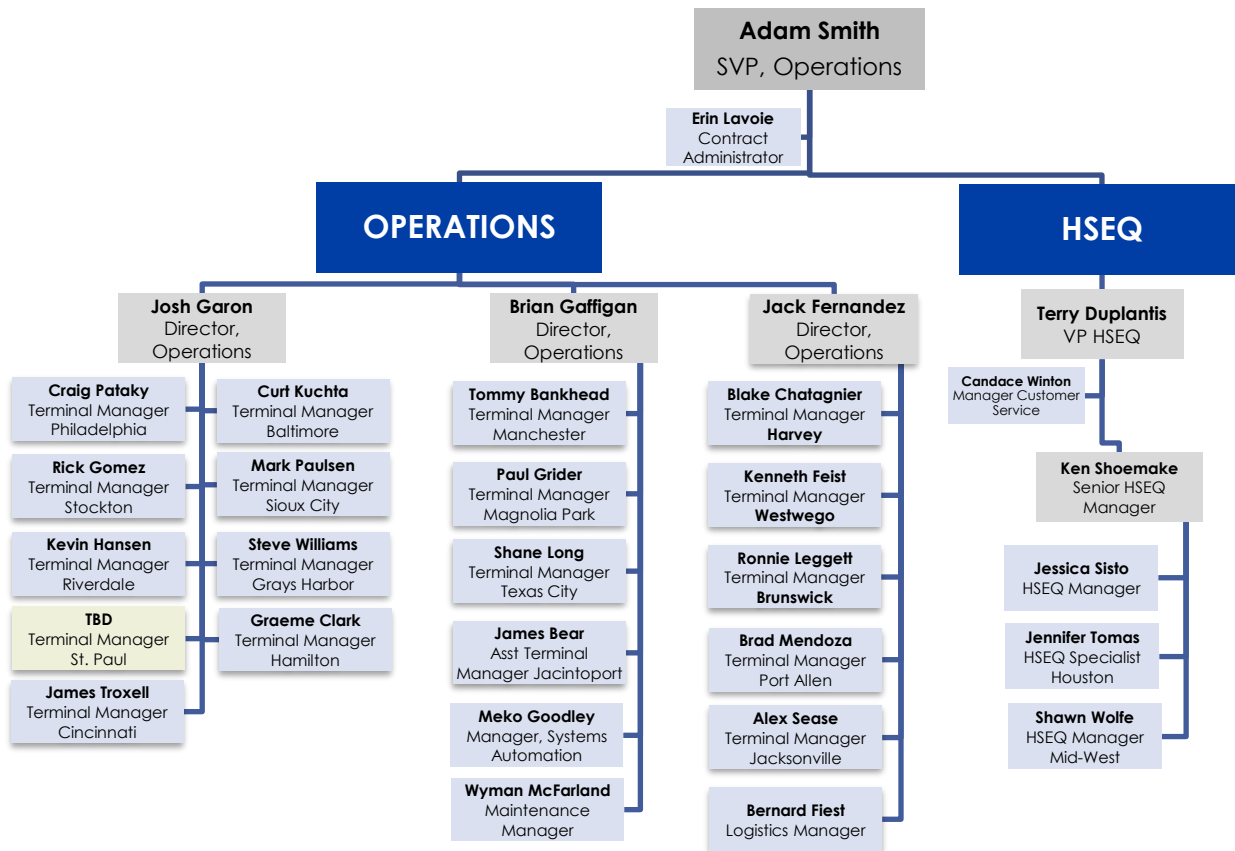 Adam Smith
SVP, Operations
Erin Lavoie
Contract
Administrator
OPERATIONS
HSEQ
Josh Garon
Director,
Operations
Craig Pataky
Terminal Manager
Philadelphia
Curt Kuchta
Terminal Manager
Baltimore
Rick Gomez
Terminal Manager
Stockton
Mark Paulsen
Terminal Manager
Sioux City
Kevin Hansen
Terminal Manager
Riverdale
Steve Williams
Terminal Manager
Grays Harbor
TBD
Terminal Manager
St. Paul
Graeme Clark
Terminal Manager
Hamilton
James Troxell
Terminal Manager
Cincinnati
Brian Gaffigan
Director,
Operations
Tommy Bankhead
Terminal Manager
Manchester
Paul Grider
Terminal Manager
Magnolia Park
Shane Long
Terminal Manager
Texas City
James Bear
Asst Terminal
Manager Jacintoport
Meko Goodley
Manager, Systems
Automation
Wyman McFarland
Maintenance
Manager
Jack Fernandez
Director,
Operations
Blake Chatagnier
Terminal Manager
Harvey
Kenneth Feist
Terminal Manager
Westwego
Ronnie Leggett
Terminal Manager
Brunswick
Brad Mendoza
Terminal Manager
Port Allen
Alex Sease
Terminal Manager
Jacksonville
Bernard Fiest
Logistics Manager
Terry Duplantis
VP HSEQ
Candace Winton
Manager Customer
Service
Ken Shoemake
Senior HSEQ
Manager
Jessica Sisto
HSEQ Manager
Jennifer Tomas
HSEQ Specialist
Houston
Shawn Wolfe
HSEQ Manager
Mid-West